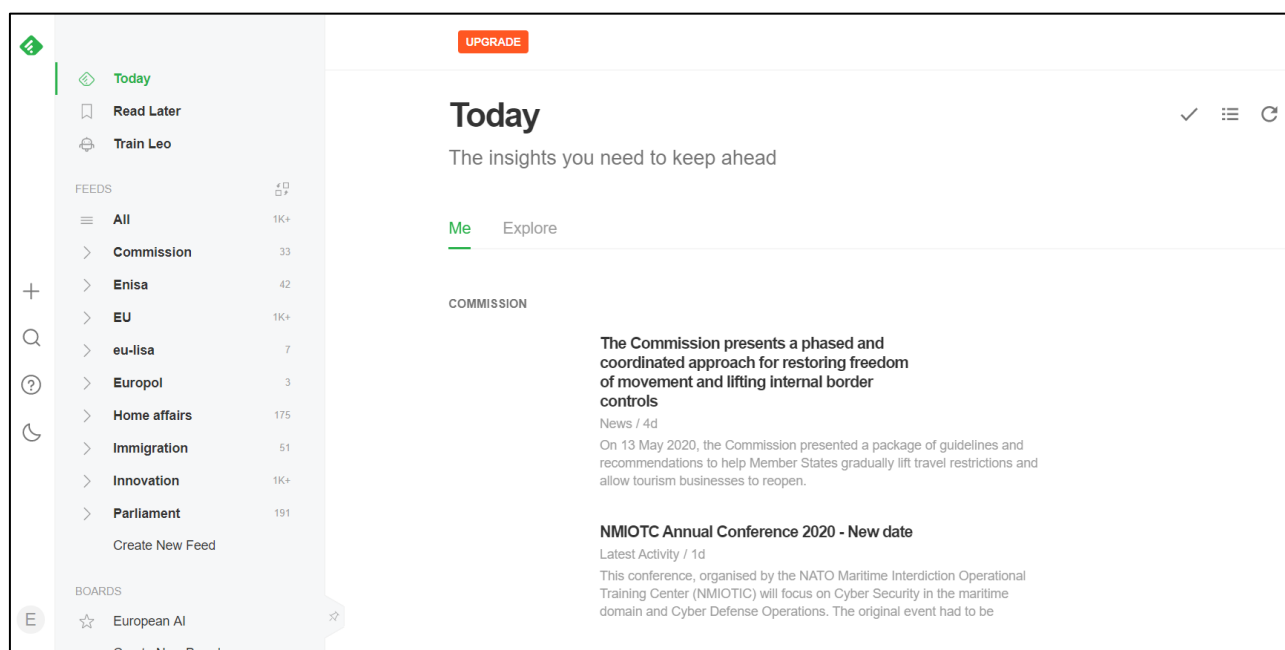 UPGRADE
Today
Read Later
Train Leo
FEEDS
All 1K+
Commission 33
Enisa 42
EU 1K+
eu-lisa 7
Europol 3
Home affairs 175
Immigration 51
Innovation 1K+
Parliament 191
Create New Feed
BOARDS
European AI
E
Today
The insights you need to keep ahead
Me Explore
COMMISSION
The Commission presents a phased and
coordinated approach for restoring freedom
of movement and lifting internal border
controls
News / 4d
On 13 May 2020, the Commission presented a package of guidelines and
recommendations to help Member States gradually lift travel restrictions and
allow tourism businesses to reopen.
NMIOTC Annual Conference 2020 - New date
Latest Activity / 1d
This conference, organised by the NATO Maritime Interdiction Operational
Training Center (NMIOTIC) will focus on Cyber Security in the maritime
domain and Cyber Defense Operations. The original event had to be